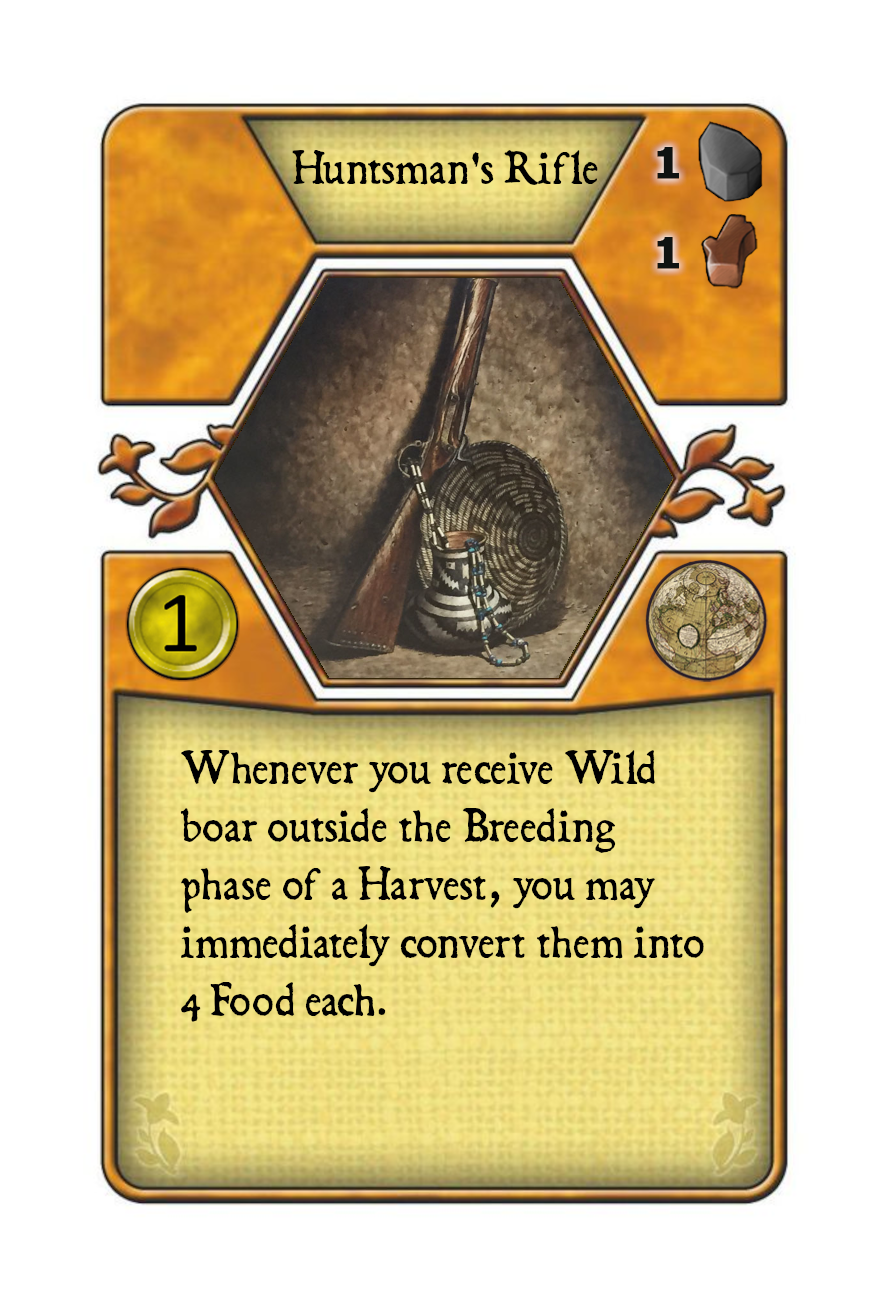 Huntsman's Rifle
1
1
1
Whenever you receive Wild
boar outside the Breeding
phase of a Harvest, you may
immediately convert them into
4 Food each.